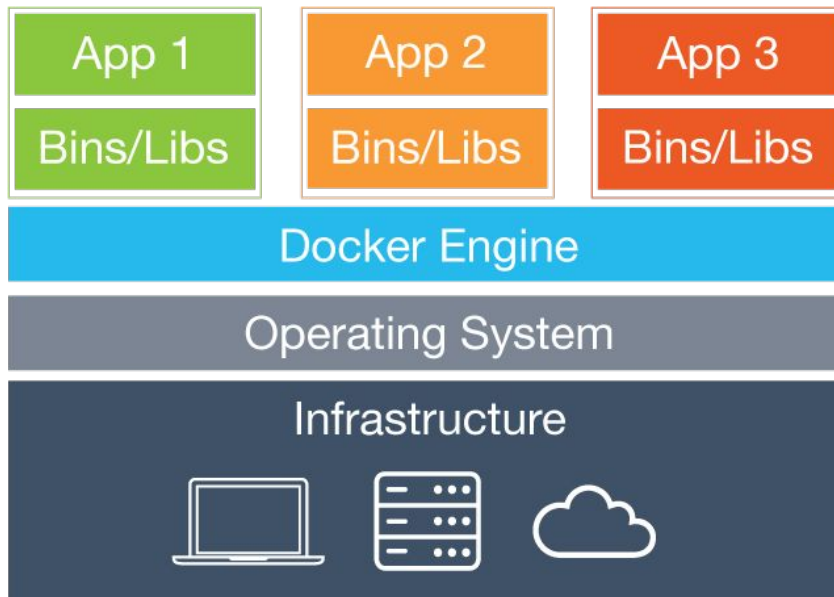 App 1
App 2
App 3
Bins/Libs
Bins/Libs
Bins/Libs
Docker Engine
Operating System
Infrastructure